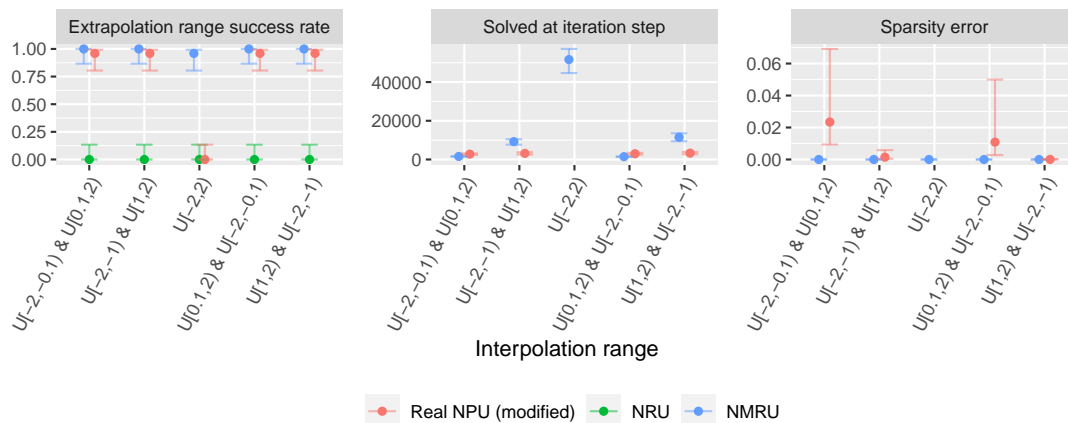 Extrapolation range success rate
Solved at iteration step
Sparsity error
1.00
0.75
0.50
0.25
0.00
40000
20000
0
0.06
0.04
0.02
0.00
U[−2,−0.1) & U[0.1,2)
U[−2,−1) & U[1,2)
U[−2,2)
U[0.1,2) & U[−2,−0.1)
U[1,2) & U[−2,−1)
U[−2,−0.1) & U[0.1,2)
U[−2,−1) & U[1,2)
U[−2,2)
U[0.1,2) & U[−2,−0.1)
U[1,2) & U[−2,−1)
U[−2,−0.1) & U[0.1,2)
U[−2,−1) & U[1,2)
U[−2,2)
U[0.1,2) & U[−2,−0.1)
U[1,2) & U[−2,−1)
Interpolation range
Real NPU (modified)
NRU
NMRU